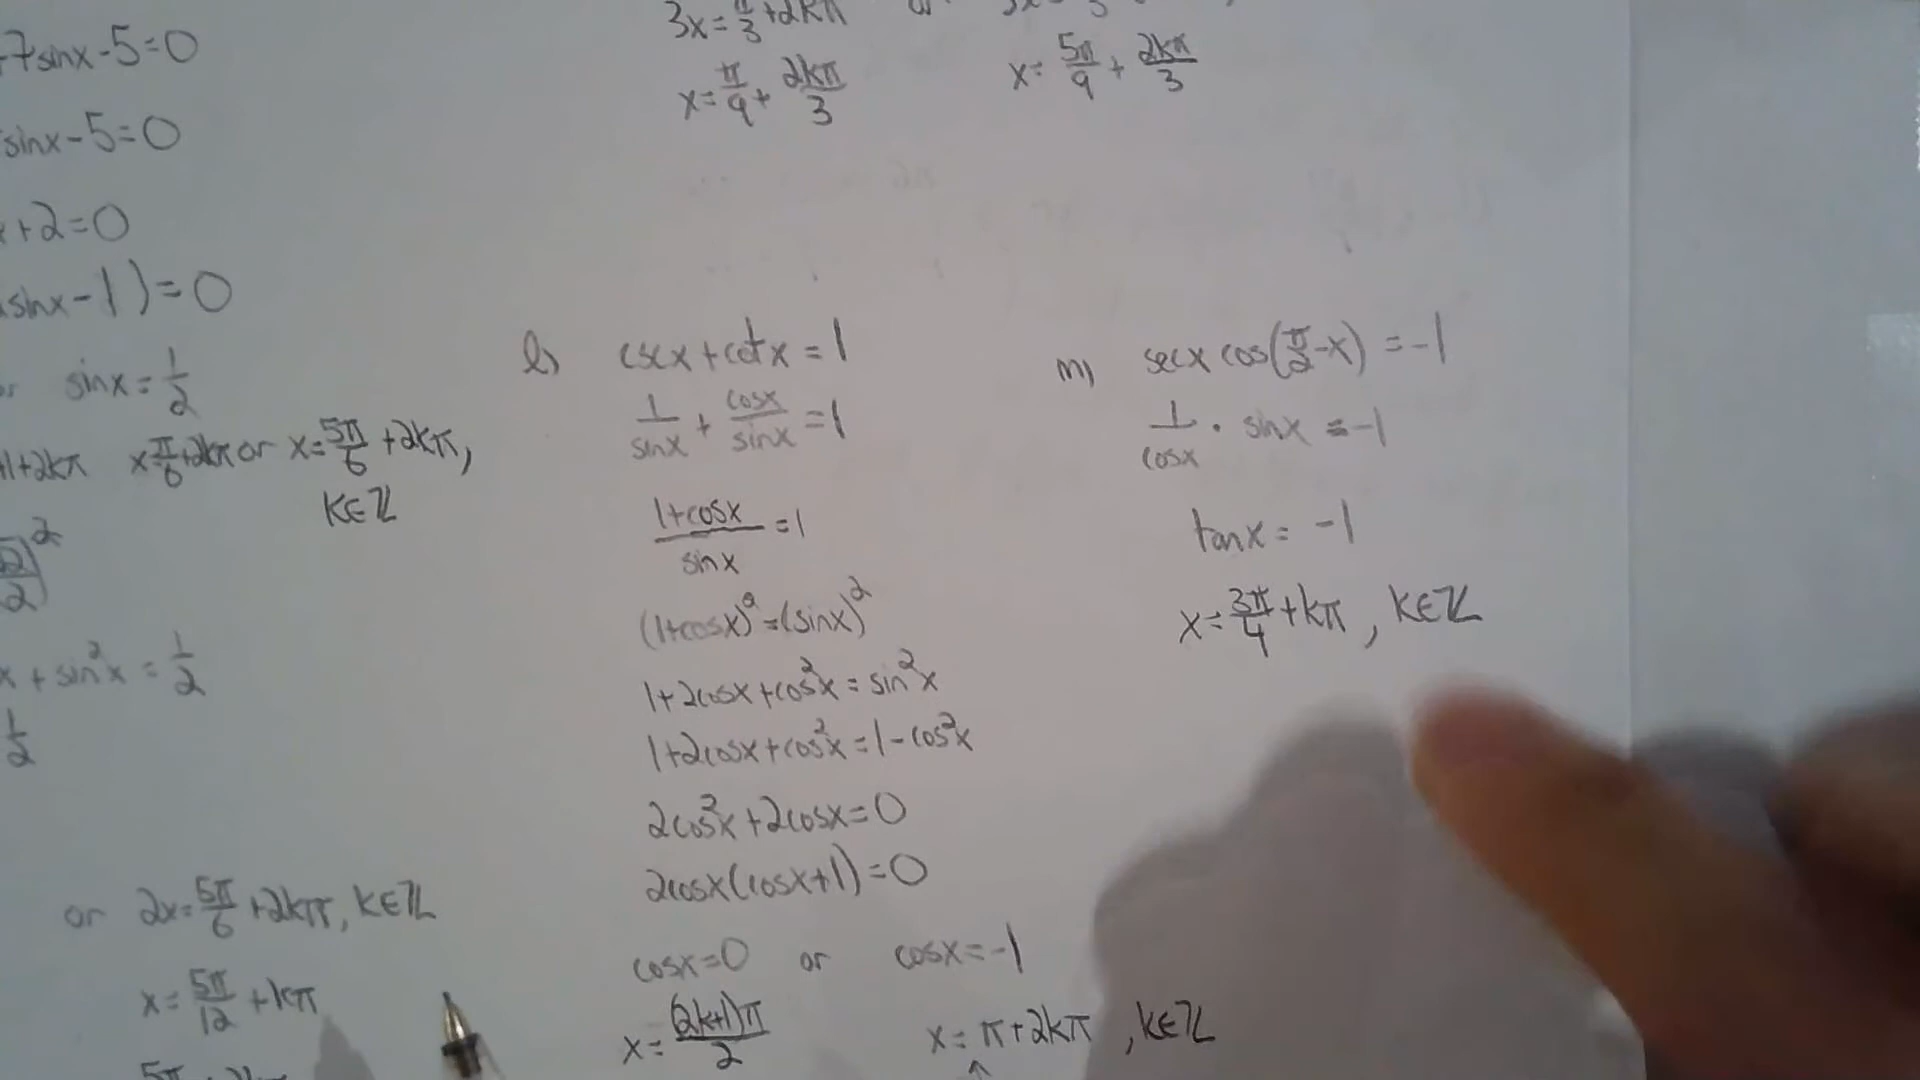 -7sinx-5=0
sinx-5=0
x+2=0
sinx-1)=0
or sinx=1/2
+1+2kπ x=π/6+2kπ or x=5π/6+2kπ,
k∈ℤ
x+sin²x=1/2
1/2
or 2x=5π/6+2kπ, k∈ℤ
x=5π/12+kπ
3x=π/3+2kπ or
x=π/9+2kπ/3 x=5π/9+2kπ/3
l) cscx+cotx=1
1/sinx+cosx/sinx=1
1+cosx/sinx=1
(1+cosx)²=(sinx)²
1+2cosx+cos²x=sin²x
1+2cosx+cos²x=1-cos²x
2cos²x+2cosx=0
2cosx(cosx+1)=0
cosx=0 or cosx=-1
x=(2k+1)π/2 x=π+2kπ, k∈ℤ
m) secx cos(π/2-x)=-1
1/cosx · sinx=-1
tanx=-1
x=3π/4+kπ, k∈ℤ